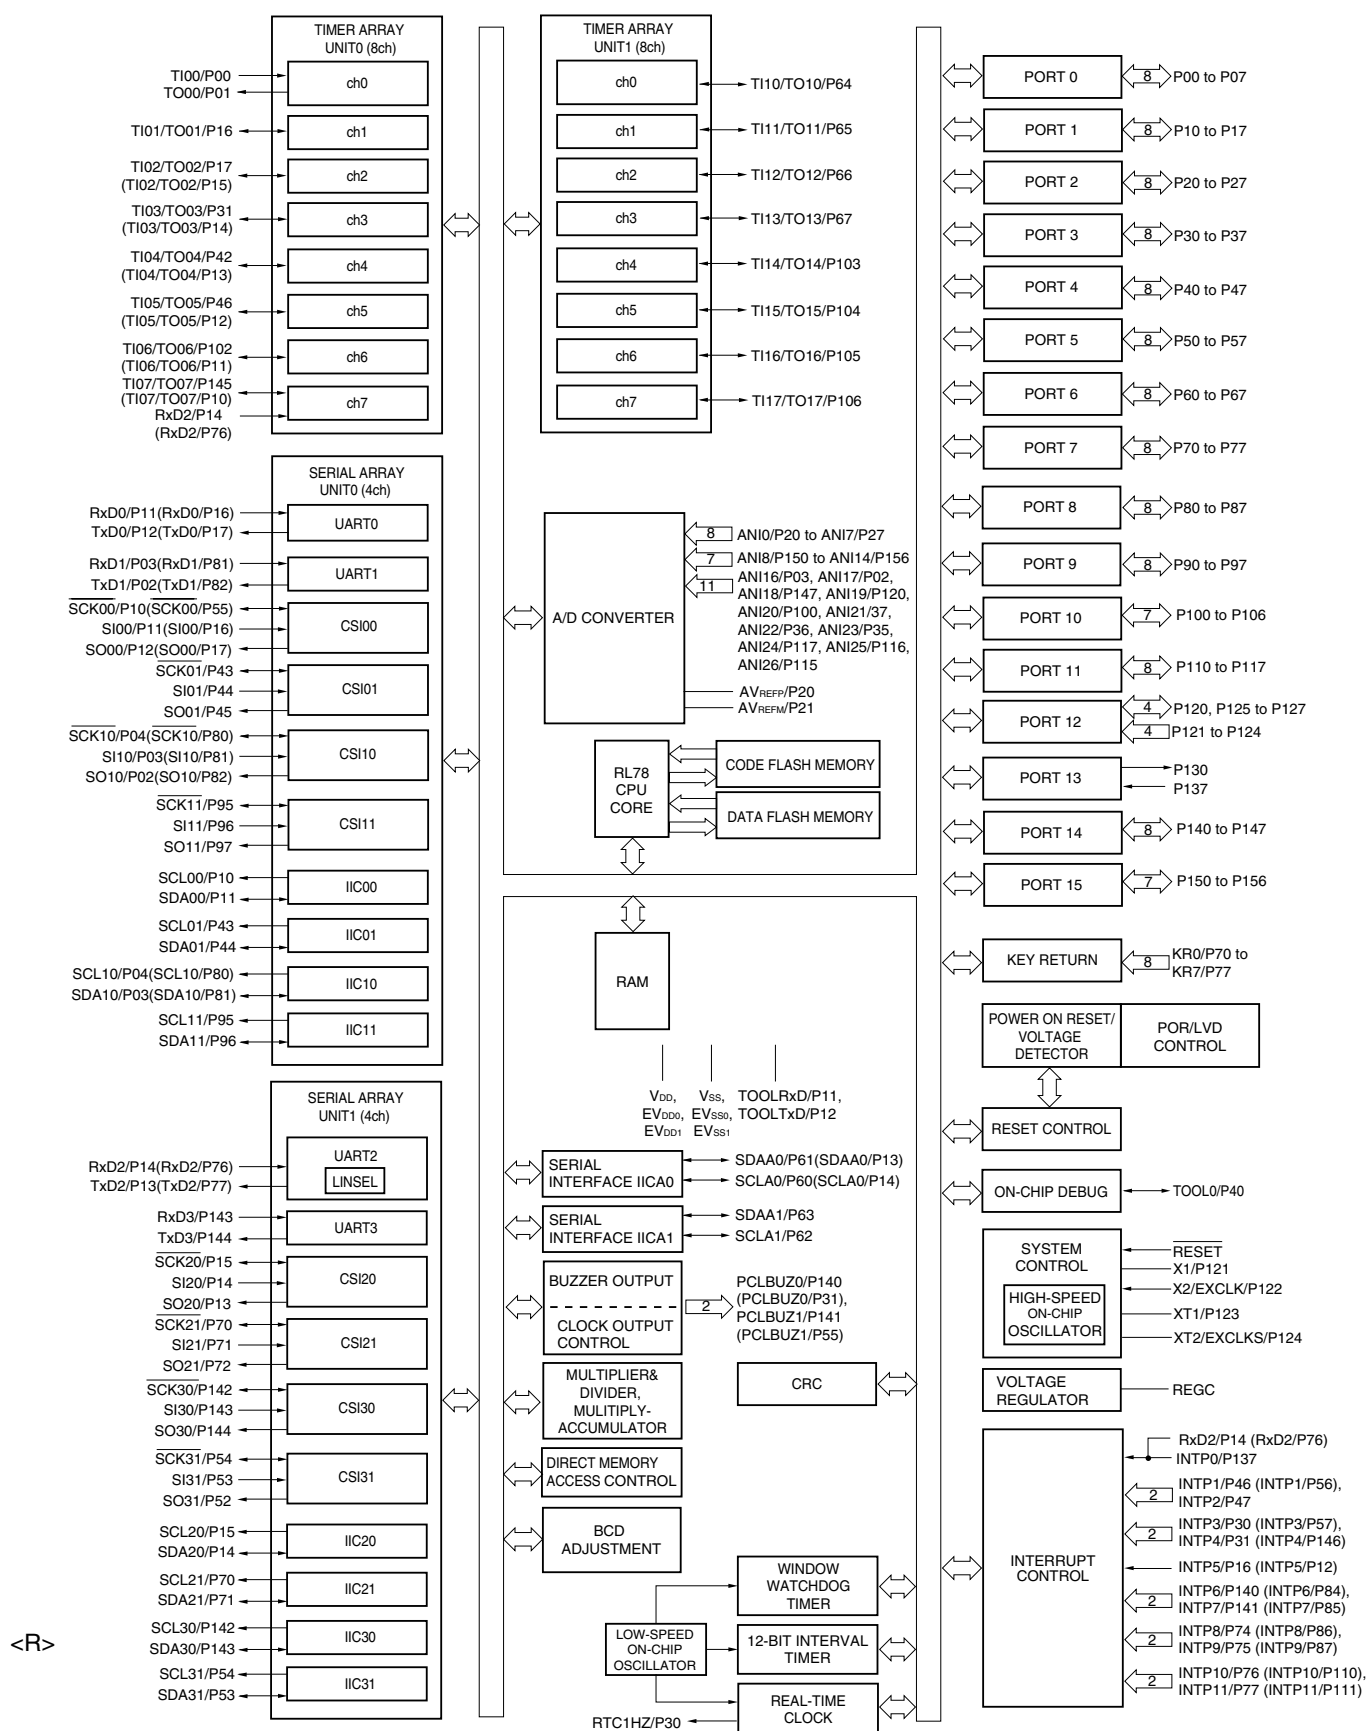 TIMER ARRAY
UNIT0 (8ch)
TI00/P00
TO00/P01
ch0
TI01/TO01/P16
ch1
TI02/TO02/P17
(TI02/TO02/P15)
ch2
TI03/TO03/P31
(TI03/TO03/P14)
ch3
TI04/TO04/P42
(TI04/TO04/P13)
ch4
TI05/TO05/P46
(TI05/TO05/P12)
ch5
TI06/TO06/P102
(TI06/TO06/P11)
ch6
TI07/TO07/P145
(TI07/TO07/P10)
RxD2/P14
(RxD2/P76)
ch7
SERIAL ARRAY
UNIT0 (4ch)
RxD0/P11(RxD0/P16)
TxD0/P12(TxD0/P17)
UART0
RxD1/P03(RxD1/P81)
TxD1/P02(TxD1/P82)
UART1
SCK00/P10(SCK00/P55)
SI00/P11(SI00/P16)
SO00/P12(SO00/P17)
CSI00
SCK01/P43
SI01/P44
SO01/P45
CSI01
SCK10/P04(SCK10/P80)
SI10/P03(SI10/P81)
SO10/P02(SO10/P82)
CSI10
SCK11/P95
SI11/P96
SO11/P97
CSI11
SCL00/P10
SDA00/P11
IIC00
SCL01/P43
SDA01/P44
IIC01
SCL10/P04(SCL10/P80)
SDA10/P03(SDA10/P81)
IIC10
SCL11/P95
SDA11/P96
IIC11
SERIAL ARRAY
UNIT1 (4ch)
RxD2/P14(RxD2/P76)
TxD2/P13(TxD2/P77)
UART2
LINSEL
RxD3/P143
TxD3/P144
UART3
SCK20/P15
SI20/P14
SO20/P13
CSI20
SCK21/P70
SI21/P71
SO21/P72
CSI21
SCK30/P142
SI30/P143
SO30/P144
CSI30
SCK31/P54
SI31/P53
SO31/P52
CSI31
SCL20/P15
SDA20/P14
IIC20
SCL21/P70
SDA21/P71
IIC21
<R>
SCL30/P142
SDA30/P143
IIC30
SCL31/P54
SDA31/P53
IIC31
TIMER ARRAY
UNIT1 (8ch)
ch0
TI10/TO10/P64
ch1
TI11/TO11/P65
ch2
TI12/TO12/P66
ch3
TI13/TO13/P67
ch4
TI14/TO14/P103
ch5
TI15/TO15/P104
ch6
TI16/TO16/P105
ch7
TI17/TO17/P106
A/D CONVERTER
8
ANI0/P20 to ANI7/P27
7
ANI8/P150 to ANI14/P156
11
ANI16/P03, ANI17/P02,
ANI18/P147, ANI19/P120,
ANI20/P100, ANI21/37,
ANI22/P36, ANI23/P35,
ANI24/P117, ANI25/P116,
ANI26/P115
AVREFP/P20
AVREFM/P21
RL78
CPU
CORE
CODE FLASH MEMORY
DATA FLASH MEMORY
RAM
VDD,
EVDD0,
EVDD1
VSS,
EVSS0,
EVSS1
TOOLRxD/P11,
TOOLTxD/P12
SERIAL
INTERFACE IICA0
SDAA0/P61(SDAA0/P13)
SCLA0/P60(SCLA0/P14)
SERIAL
INTERFACE IICA1
SDAA1/P63
SCLA1/P62
BUZZER OUTPUT
CLOCK OUTPUT
CONTROL
2
PCLBUZ0/P140
(PCLBUZ0/P31),
PCLBUZ1/P141
(PCLBUZ1/P55)
MULTIPLIER&
DIVIDER,
MULITIPLY-
ACCUMULATOR
CRC
DIRECT MEMORY
ACCESS CONTROL
BCD
ADJUSTMENT
WINDOW
WATCHDOG
TIMER
LOW-SPEED
ON-CHIP
OSCILLATOR
12-BIT INTERVAL
TIMER
REAL-TIME
CLOCK
RTC1HZ/P30
PORT 0
8
P00 to P07
PORT 1
8
P10 to P17
PORT 2
8
P20 to P27
PORT 3
8
P30 to P37
PORT 4
8
P40 to P47
PORT 5
8
P50 to P57
PORT 6
8
P60 to P67
PORT 7
8
P70 to P77
PORT 8
8
P80 to P87
PORT 9
8
P90 to P97
PORT 10
7
P100 to P106
PORT 11
8
P110 to P117
PORT 12
4
P120, P125 to P127
4
P121 to P124
PORT 13
P130
P137
PORT 14
8
P140 to P147
PORT 15
7
P150 to P156
KEY RETURN
8
KR0/P70 to
KR7/P77
POWER ON RESET/
VOLTAGE
DETECTOR
POR/LVD
CONTROL
RESET CONTROL
ON-CHIP DEBUG
TOOL0/P40
SYSTEM
CONTROL
HIGH-SPEED
ON-CHIP
OSCILLATOR
RESET
X1/P121
X2/EXCLK/P122
XT1/P123
XT2/EXCLKS/P124
VOLTAGE
REGULATOR
REGC
INTERRUPT
CONTROL
RxD2/P14 (RxD2/P76)
INTP0/P137
2
INTP1/P46 (INTP1/P56),
INTP2/P47
2
INTP3/P30 (INTP3/P57),
INTP4/P31 (INTP4/P146)
INTP5/P16 (INTP5/P12)
2
INTP6/P140 (INTP6/P84),
INTP7/P141 (INTP7/P85)
2
INTP8/P74 (INTP8/P86),
INTP9/P75 (INTP9/P87)
2
INTP10/P76 (INTP10/P110),
INTP11/P77 (INTP11/P111)